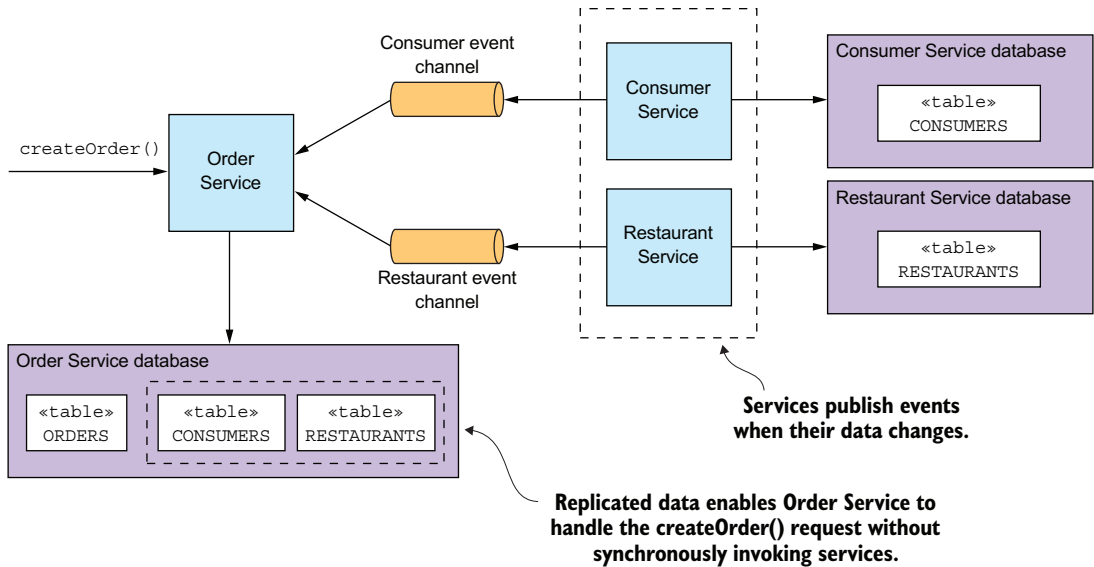 Consumer event
channel
Consumer
Service
Consumer Service database
«table»
CONSUMERS
createOrder()
Order
Service
Restaurant event
channel
Restaurant
Service
Restaurant Service database
«table»
RESTAURANTS
Order Service database
«table»
ORDERS
«table»
CONSUMERS
«table»
RESTAURANTS
Services publish events
when their data changes.
Replicated data enables Order Service to
handle the createOrder() request without
synchronously invoking services.